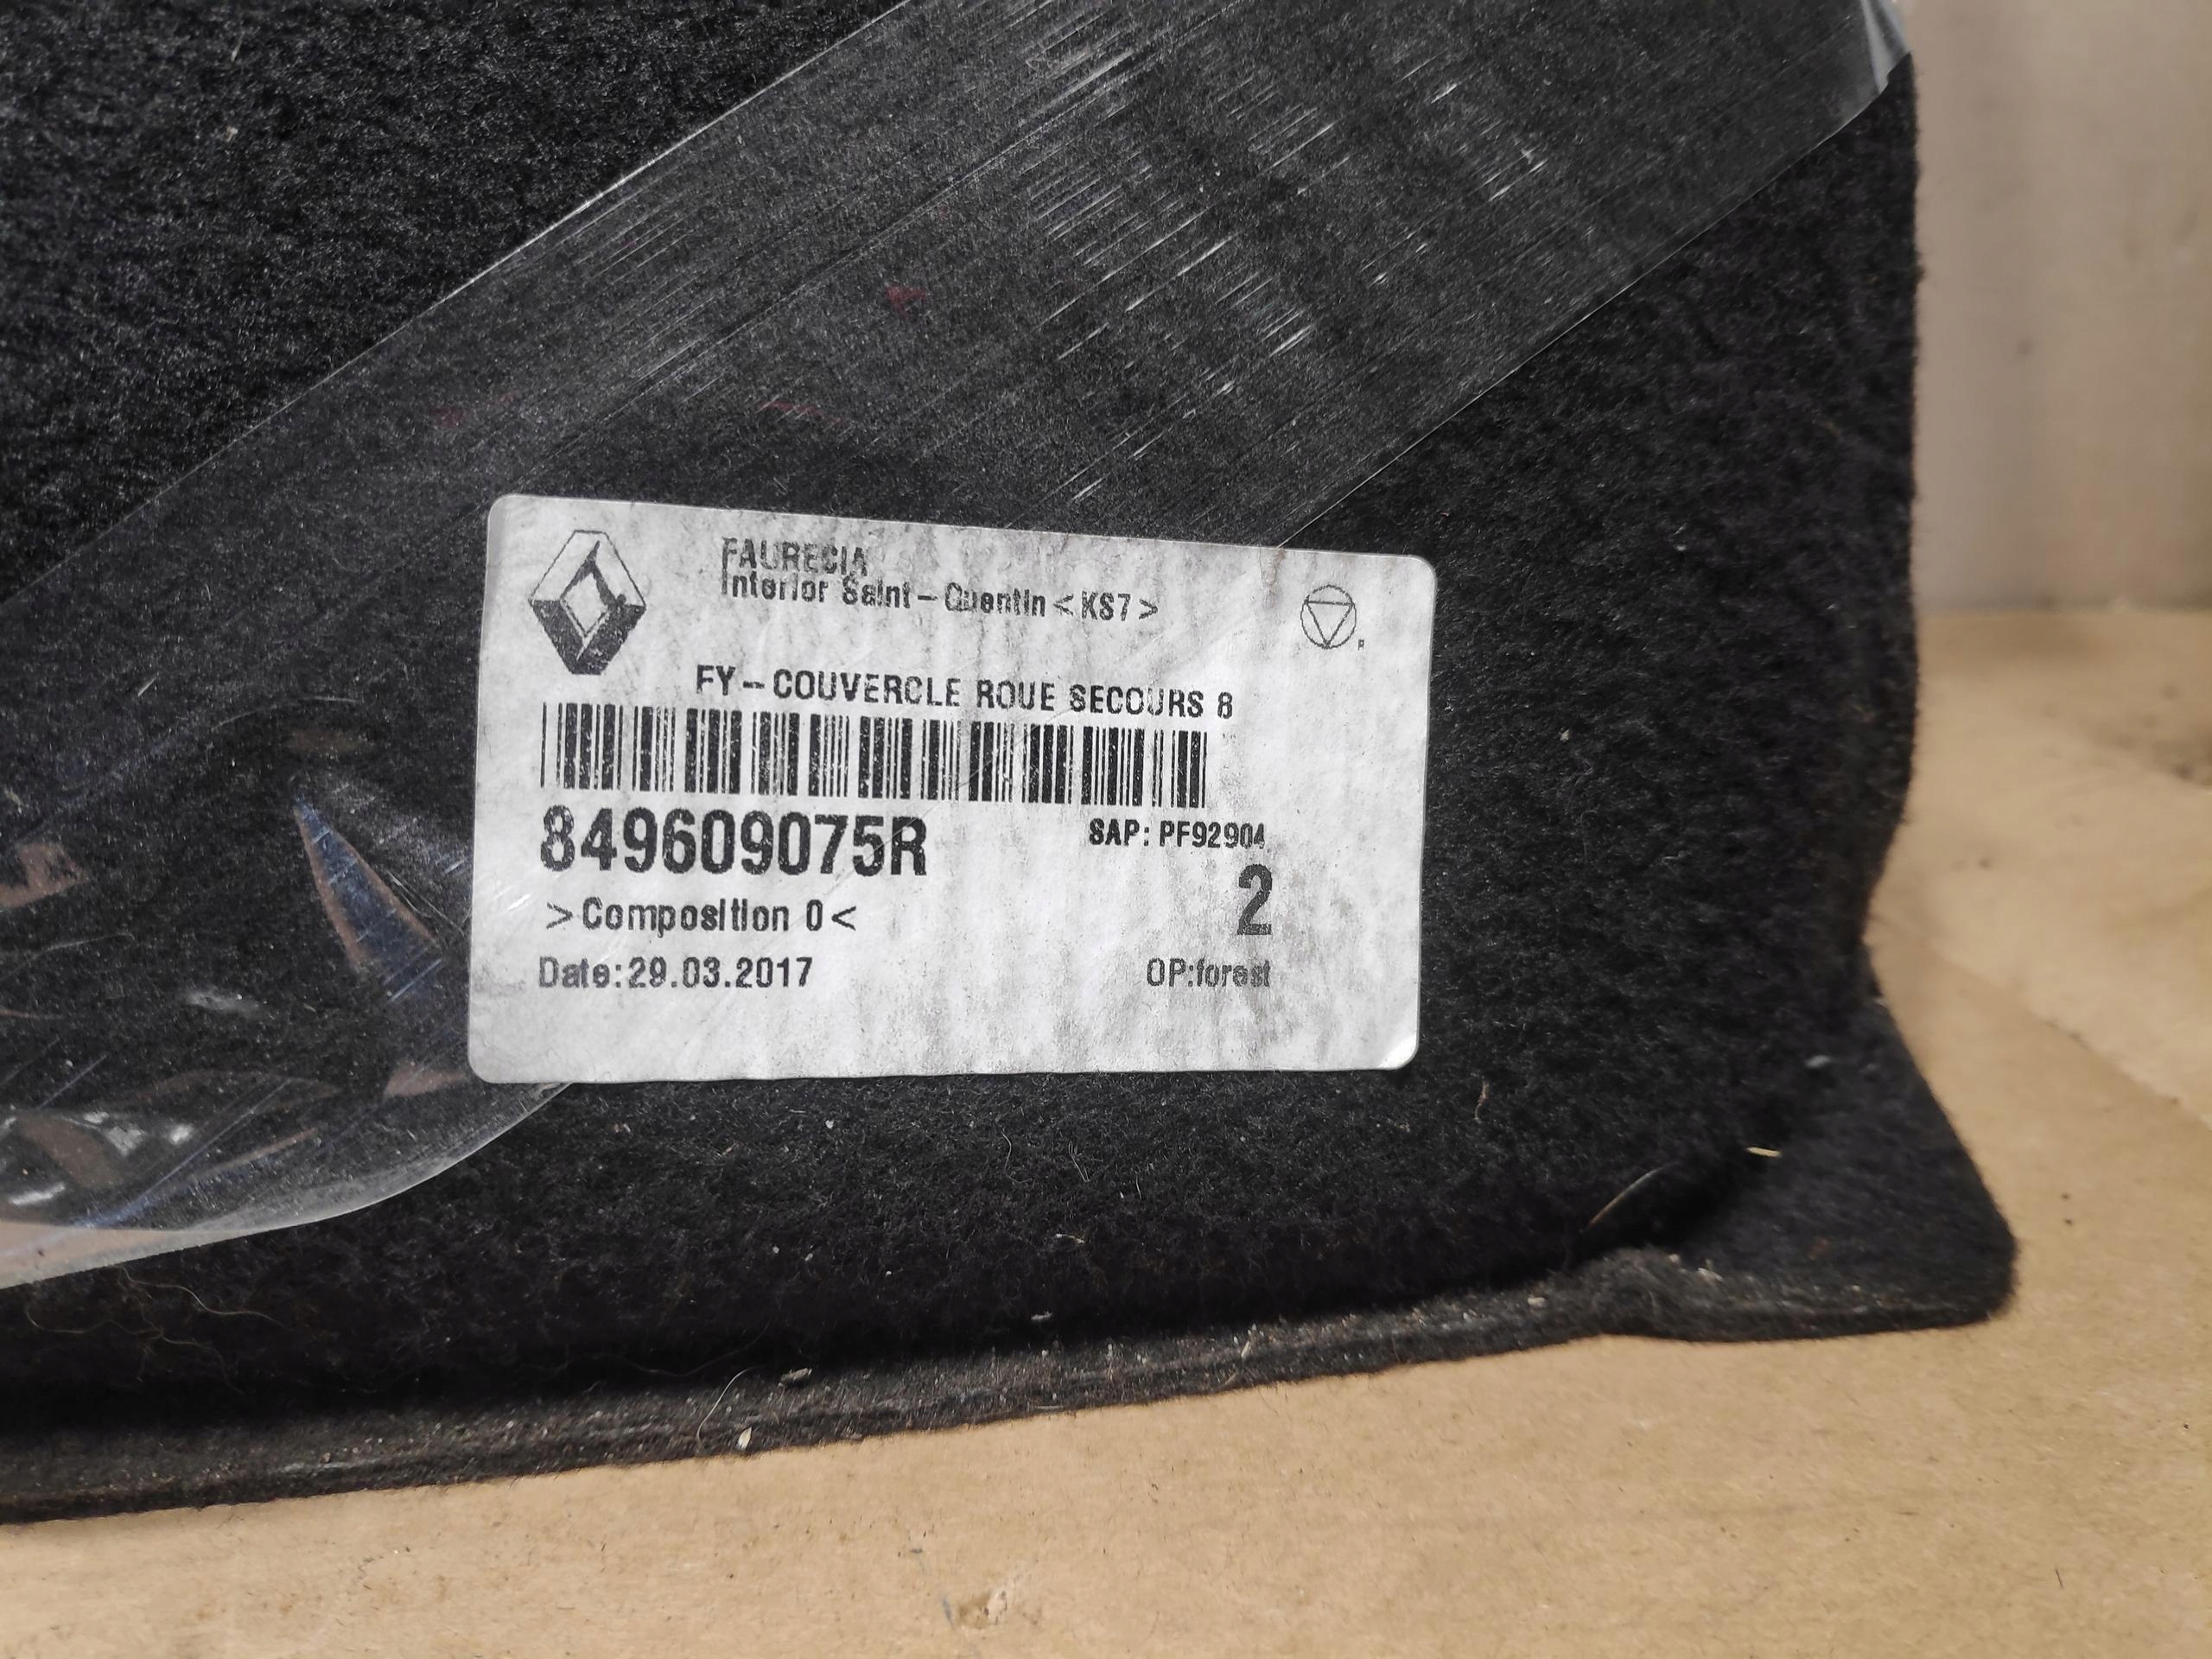 FAURECIA
Interior Saint-Quentin <KS7>
FY-COUVERCLE ROUE SECOURS 8
849609075R
SAP: PF92904
2
>Composition 0<
Date:29.03.2017
OP:forest